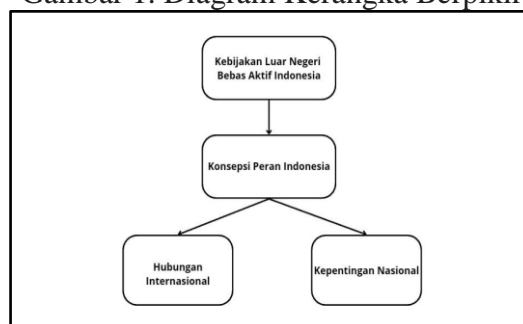 Gambar 1. Diagram Kerangka Berpikir
Kebijakan Luar Negeri
Bebas Aktif Indonesia
Konsepsi Peran Indonesia
Hubungan
Internasional
Kepentingan Nasional